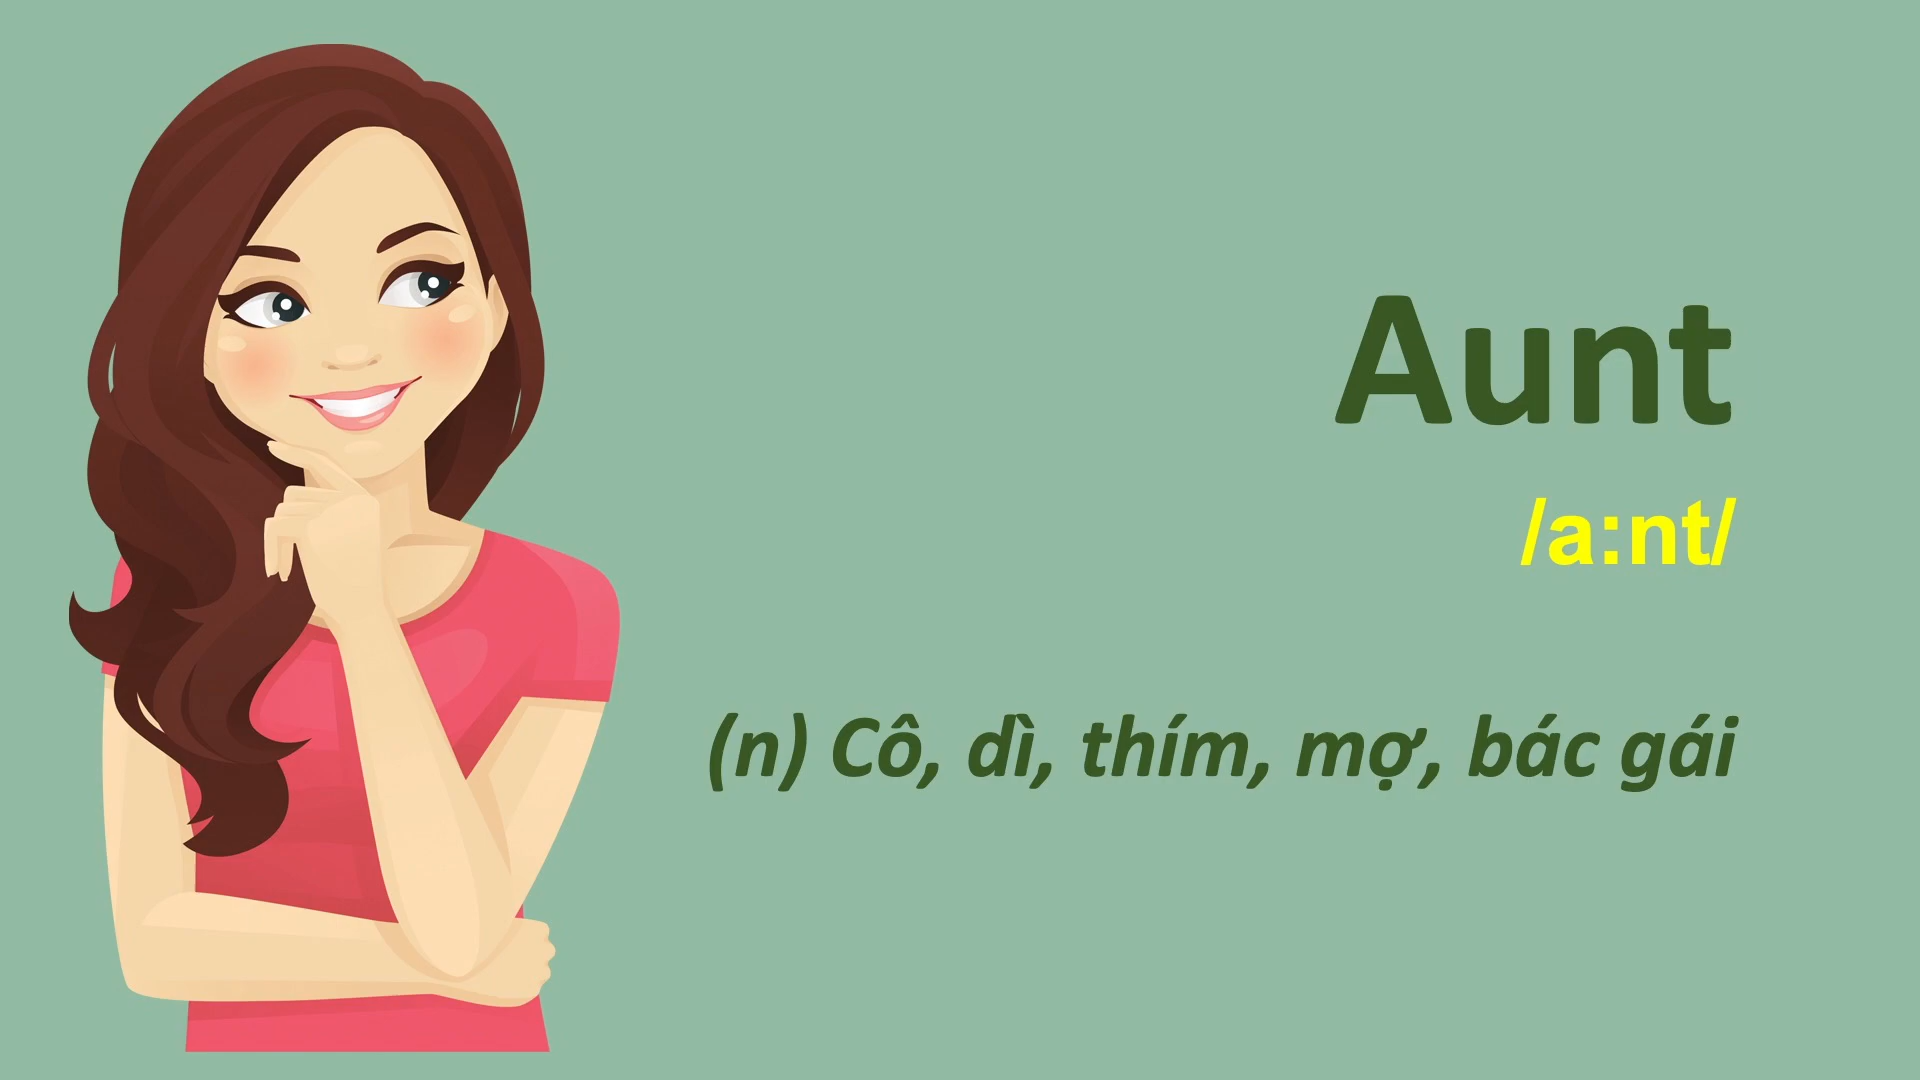 Aunt
/a:nt/
(n) Cô, dì, thím, mợ, bác gái